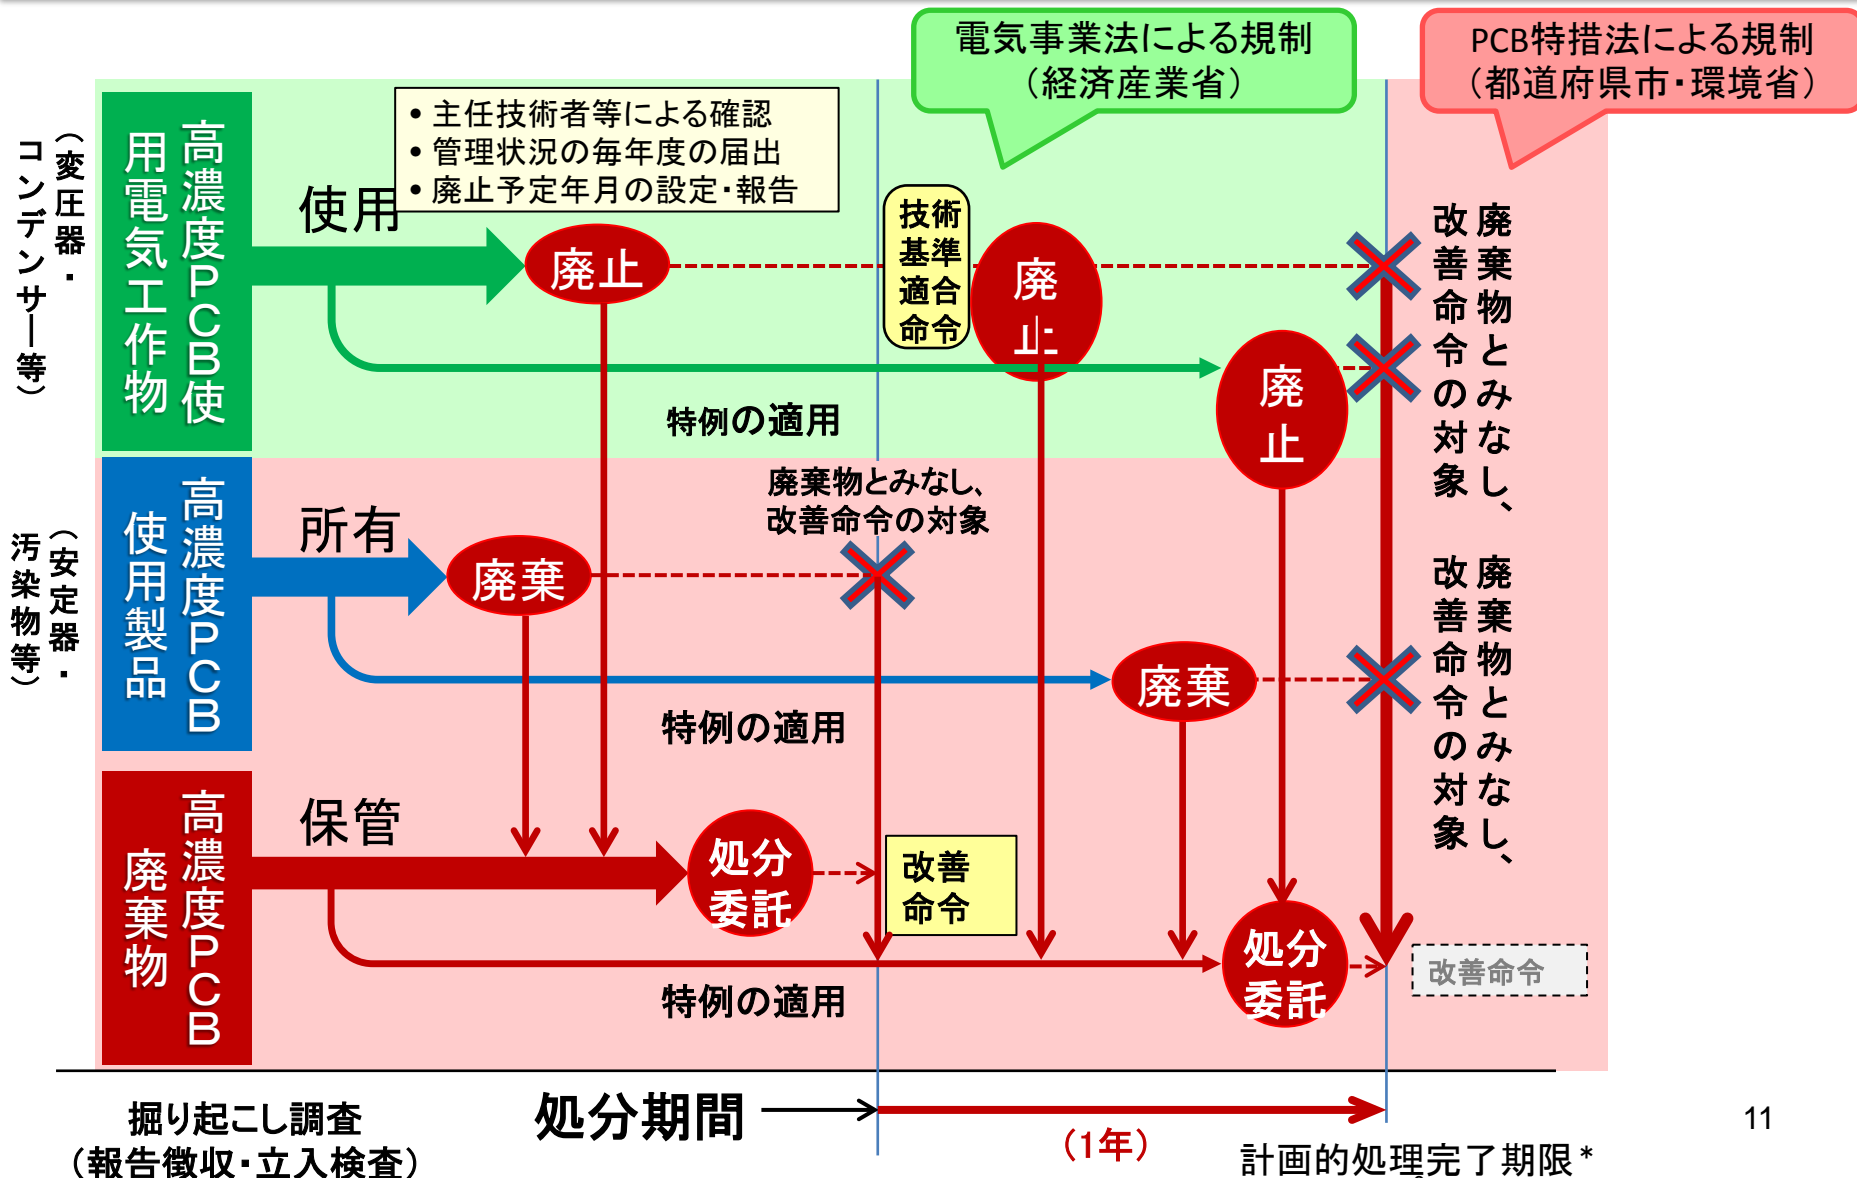 電気事業法による規制
（経済産業省）
PCB特措法による規制
（都道府県市・環境省）
• 主任技術者等による確認
• 管理状況の毎年度の届出
• 廃止予定年月の設定・報告
（変圧器・
コンデンサー等）
高濃度PCB使
用電気工作物
使用
廃止
技術
基準
適合
命令
廃
止
廃
止
特例の適用
廃棄物とみなし、
改善命令の対象
（安定器・
汚染物等）
高濃度PCB
使用製品
所有
廃棄
廃棄物とみなし、
改善命令の対象
廃棄
特例の適用
廃棄物とみなし、
改善命令の対象
高濃度PCB
廃棄物
保管
処分
委託
改善
命令
処分
委託
改善命令
特例の適用
掘り起こし調査
（報告徴収・立入検査）
処分期間
（1年）
計画的処理完了期限*
11